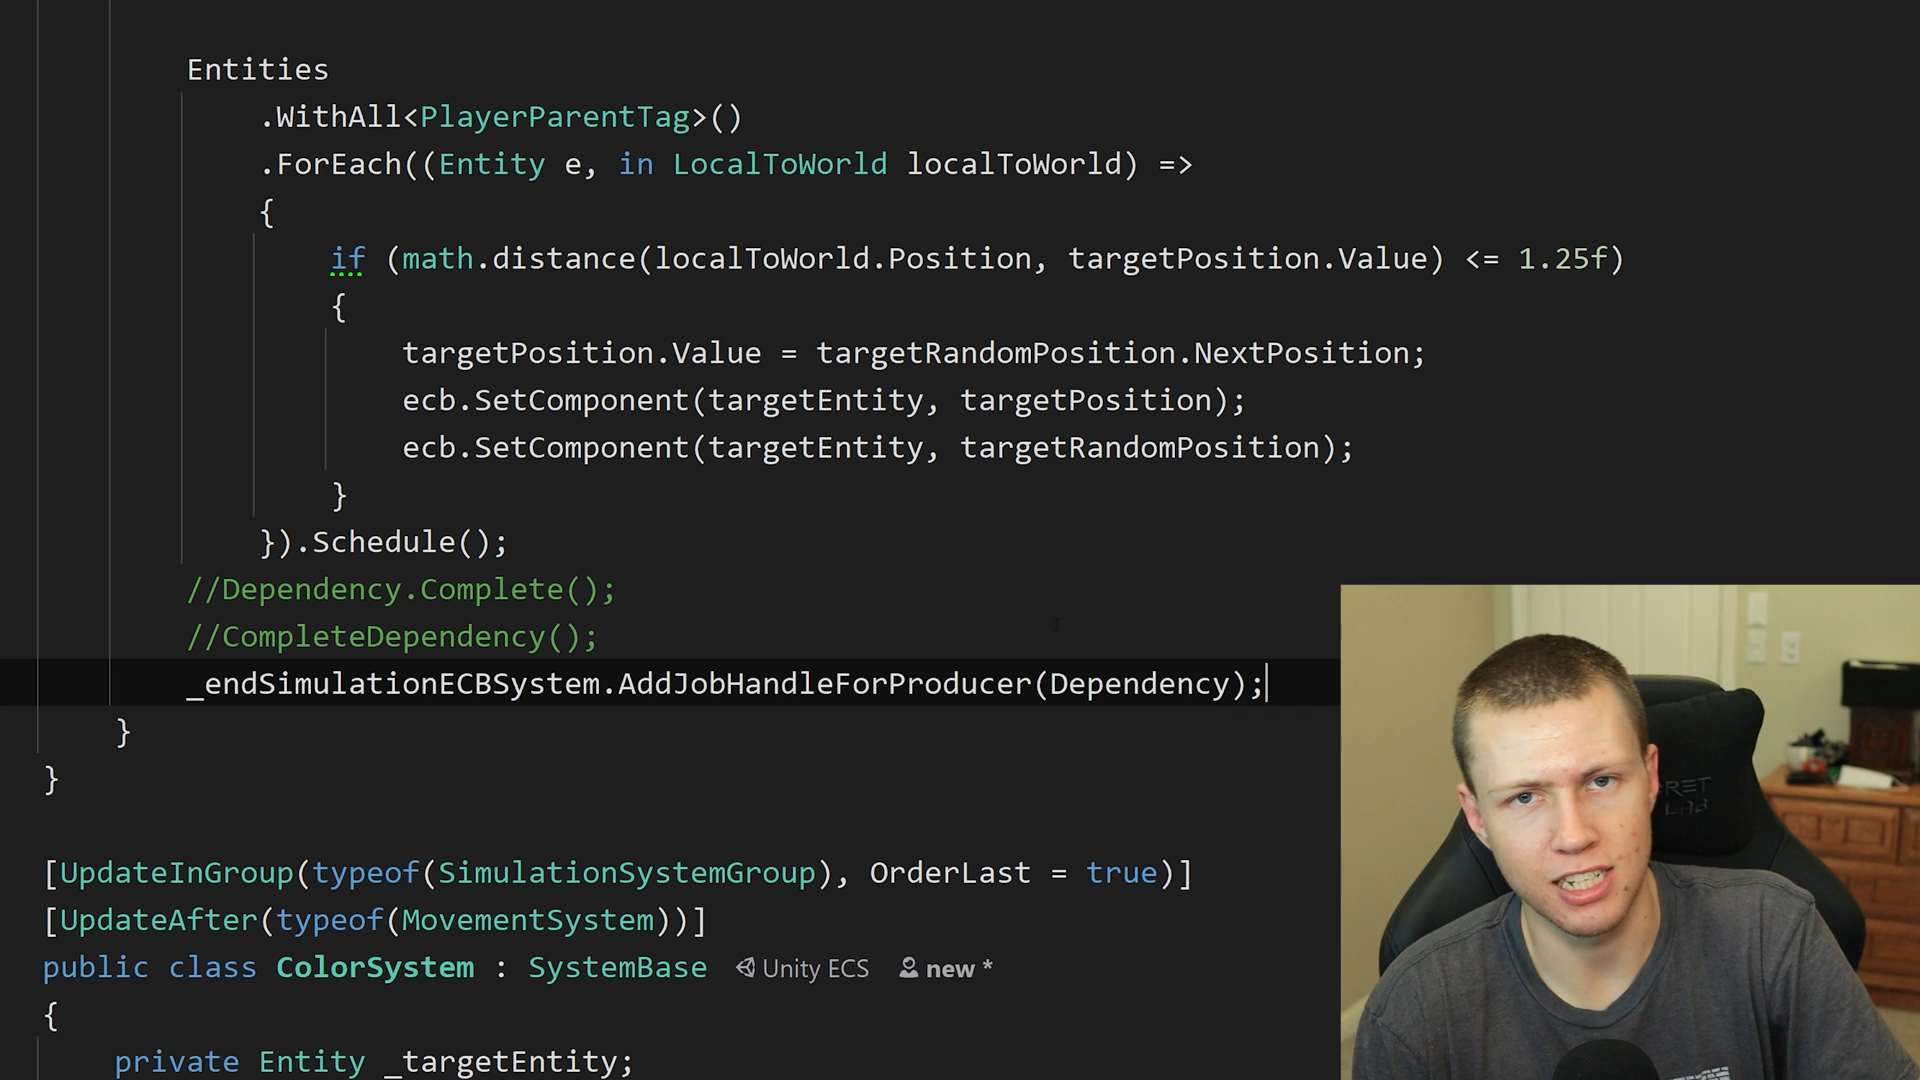 Entities
.WithAll<PlayerParentTag>()
.ForEach((Entity e, in LocalToWorld localToWorld) =>
{
if (math.distance(localToWorld.Position, targetPosition.Value) <= 1.25f)
{
targetPosition.Value = targetRandomPosition.NextPosition;
ecb.SetComponent(targetEntity, targetPosition);
ecb.SetComponent(targetEntity, targetRandomPosition);
}
}).Schedule();
//Dependency.Complete();
//CompleteDependency();
_endSimulationECBSystem.AddJobHandleForProducer(Dependency);
}
}
[UpdateInGroup(typeof(SimulationSystemGroup), OrderLast = true)]
[UpdateAfter(typeof(MovementSystem))]
public class ColorSystem : SystemBase Unity ECS new *
{
private Entity _targetEntity;
RET
LAB